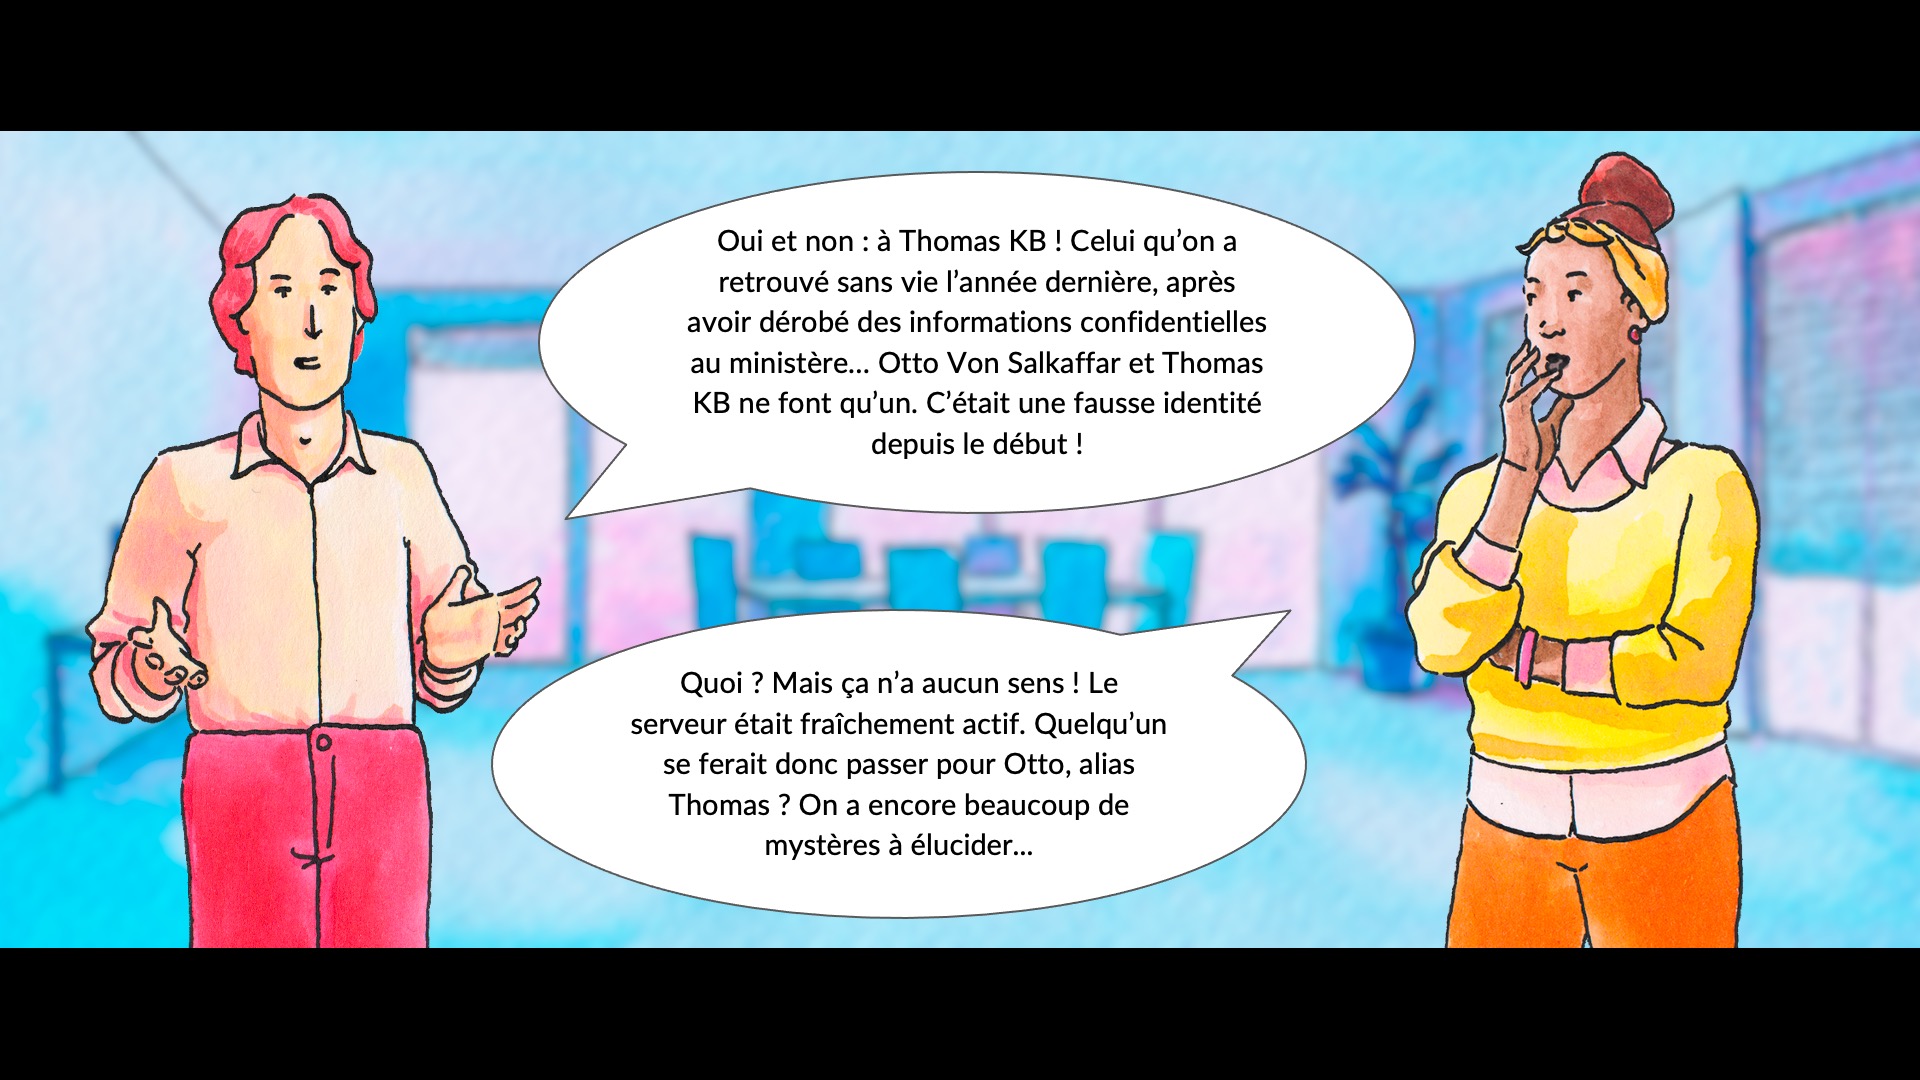 Oui et non : à Thomas KB ! Celui qu’on a
retrouvé sans vie l’année dernière, après
avoir dérobé des informations confidentielles
au ministère... Otto Von Salkaffar et Thomas
KB ne font qu’un. C’était une fausse identité
depuis le début !
Quoi ? Mais ça n’a aucun sens ! Le
serveur était fraîchement actif. Quelqu’un
se ferait donc passer pour Otto, alias
Thomas ? On a encore beaucoup de
mystères à élucider...